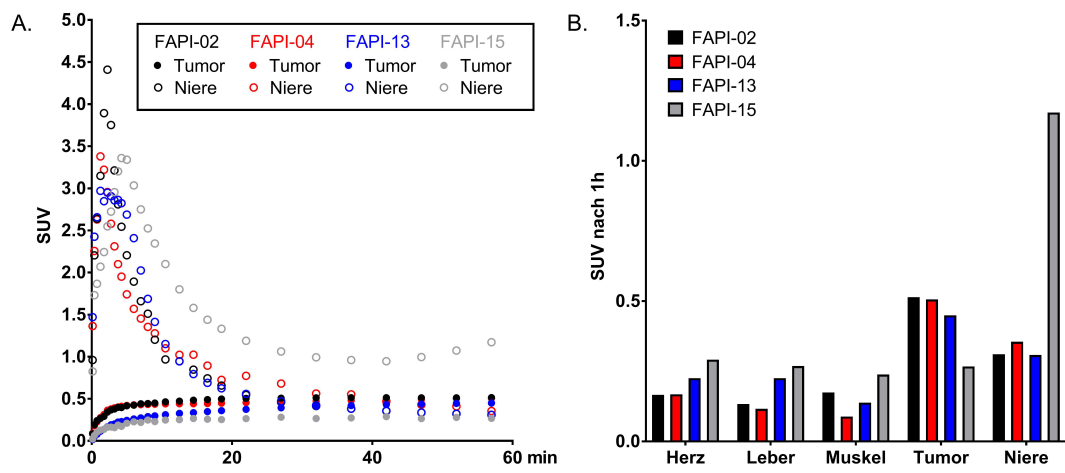 A.
FAPI-02 FAPI-04 FAPI-13 FAPI-15
Tumor Tumor Tumor Tumor
Niere Niere Niere Niere
SUV
5.0
4.5
4.0
3.5
3.0
2.5
2.0
1.5
1.0
0.5
0.0
0 20 40 60 min
B.
FAPI-02
FAPI-04
FAPI-13
FAPI-15
SUV nach 1h
1.5
1.0
0.5
0.0
Herz Leber Muskel Tumor Niere